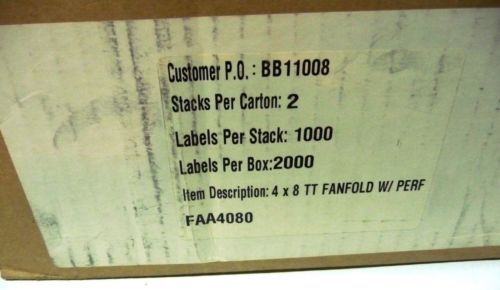 Customer P.O. : BB11008
Stacks Per Carton: 2
Labels Per Stack: 1000
Labels Per Box:2000
Item Description: 4 x 8 TT FANFOLD W/ PERF
FAA4080